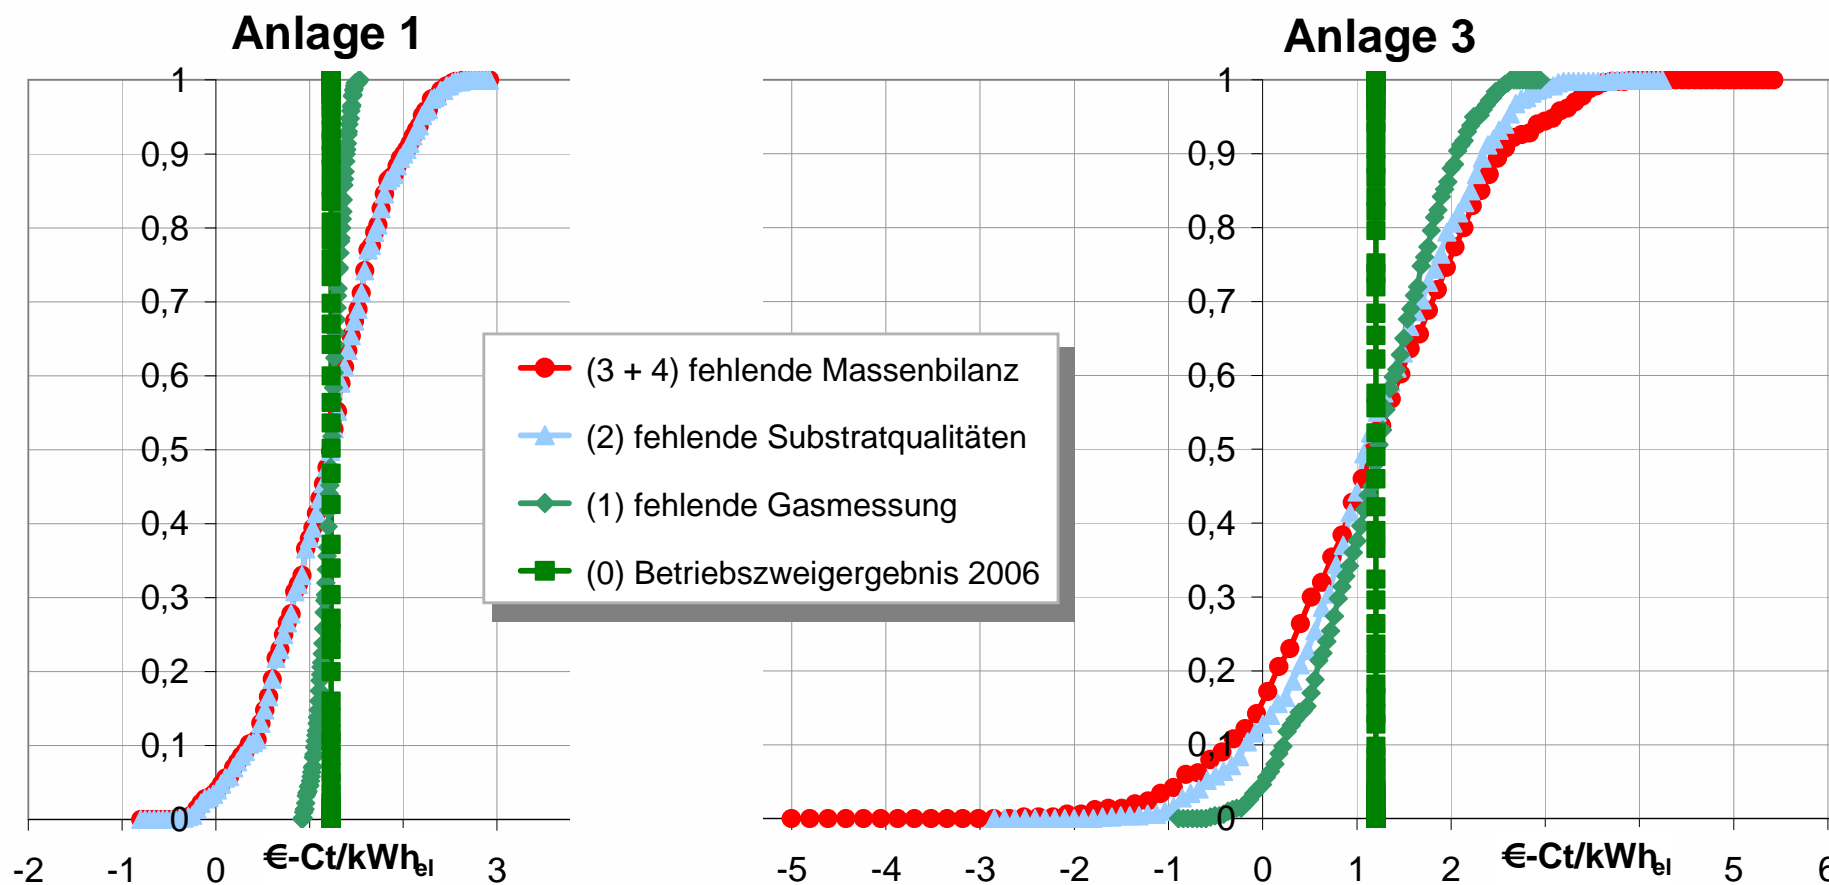 Anlage 1
1
0,9
0,8
0,7
0,6
0,5
0,4
0,3
0,2
0,1
0
-2 -1 0 €-Ct/kWhel 3
(3 + 4) fehlende Massenbilanz
(2) fehlende Substratqualitäten
(1) fehlende Gasmessung
(0) Betriebszweigergebnis 2006
Anlage 3
1
0,9
0,8
0,7
0,6
0,5
0,4
0,3
0,2
0,1
0
-5 -4 -3 -2 -1 0 1 2 €-Ct/kWhel 5 6